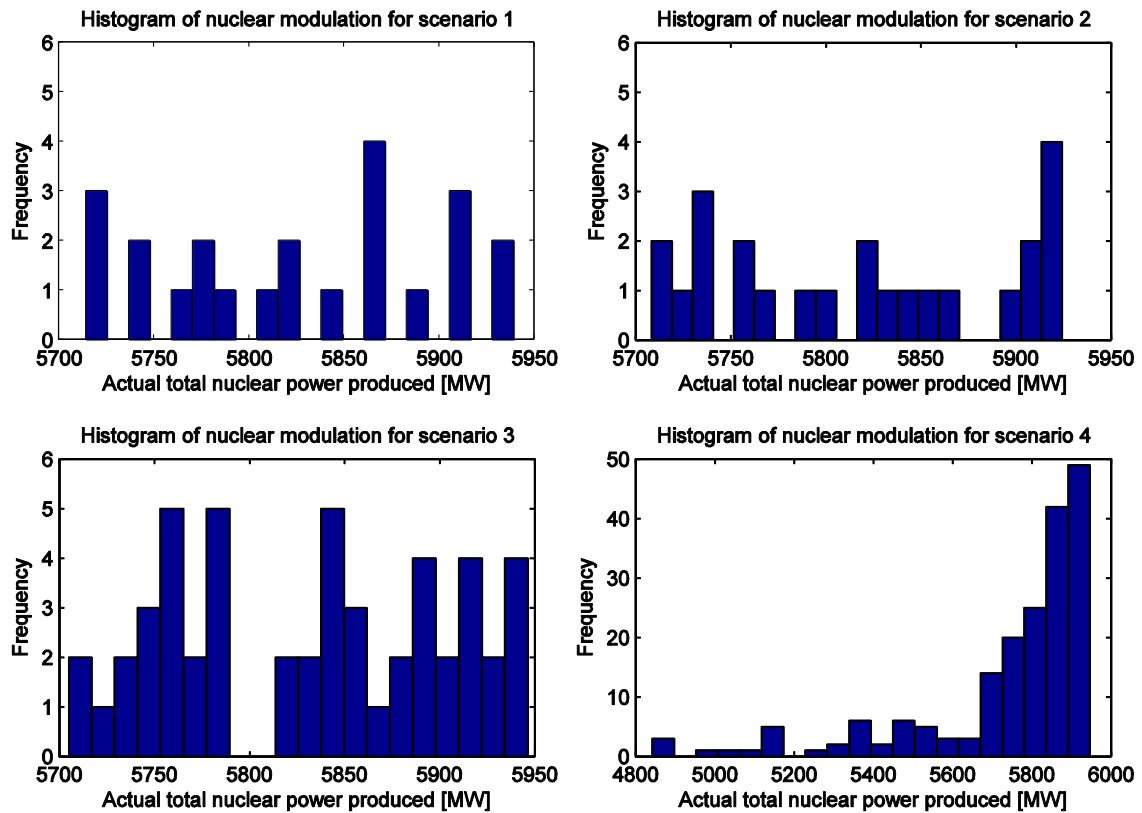 Histogram of nuclear modulation for scenario 1
Frequency
6
5
4
3
2
1
0
5700 5750 5800 5850 5900 5950
Actual total nuclear power produced [MW]
Histogram of nuclear modulation for scenario 2
Frequency
6
5
4
3
2
1
0
5700 5750 5800 5850 5900 5950
Actual total nuclear power produced [MW]
Histogram of nuclear modulation for scenario 3
Frequency
6
5
4
3
2
1
0
5700 5750 5800 5850 5900 5950
Actual total nuclear power produced [MW]
Histogram of nuclear modulation for scenario 4
Frequency
50
40
30
20
10
0
4800 5000 5200 5400 5600 5800 6000
Actual total nuclear power produced [MW]